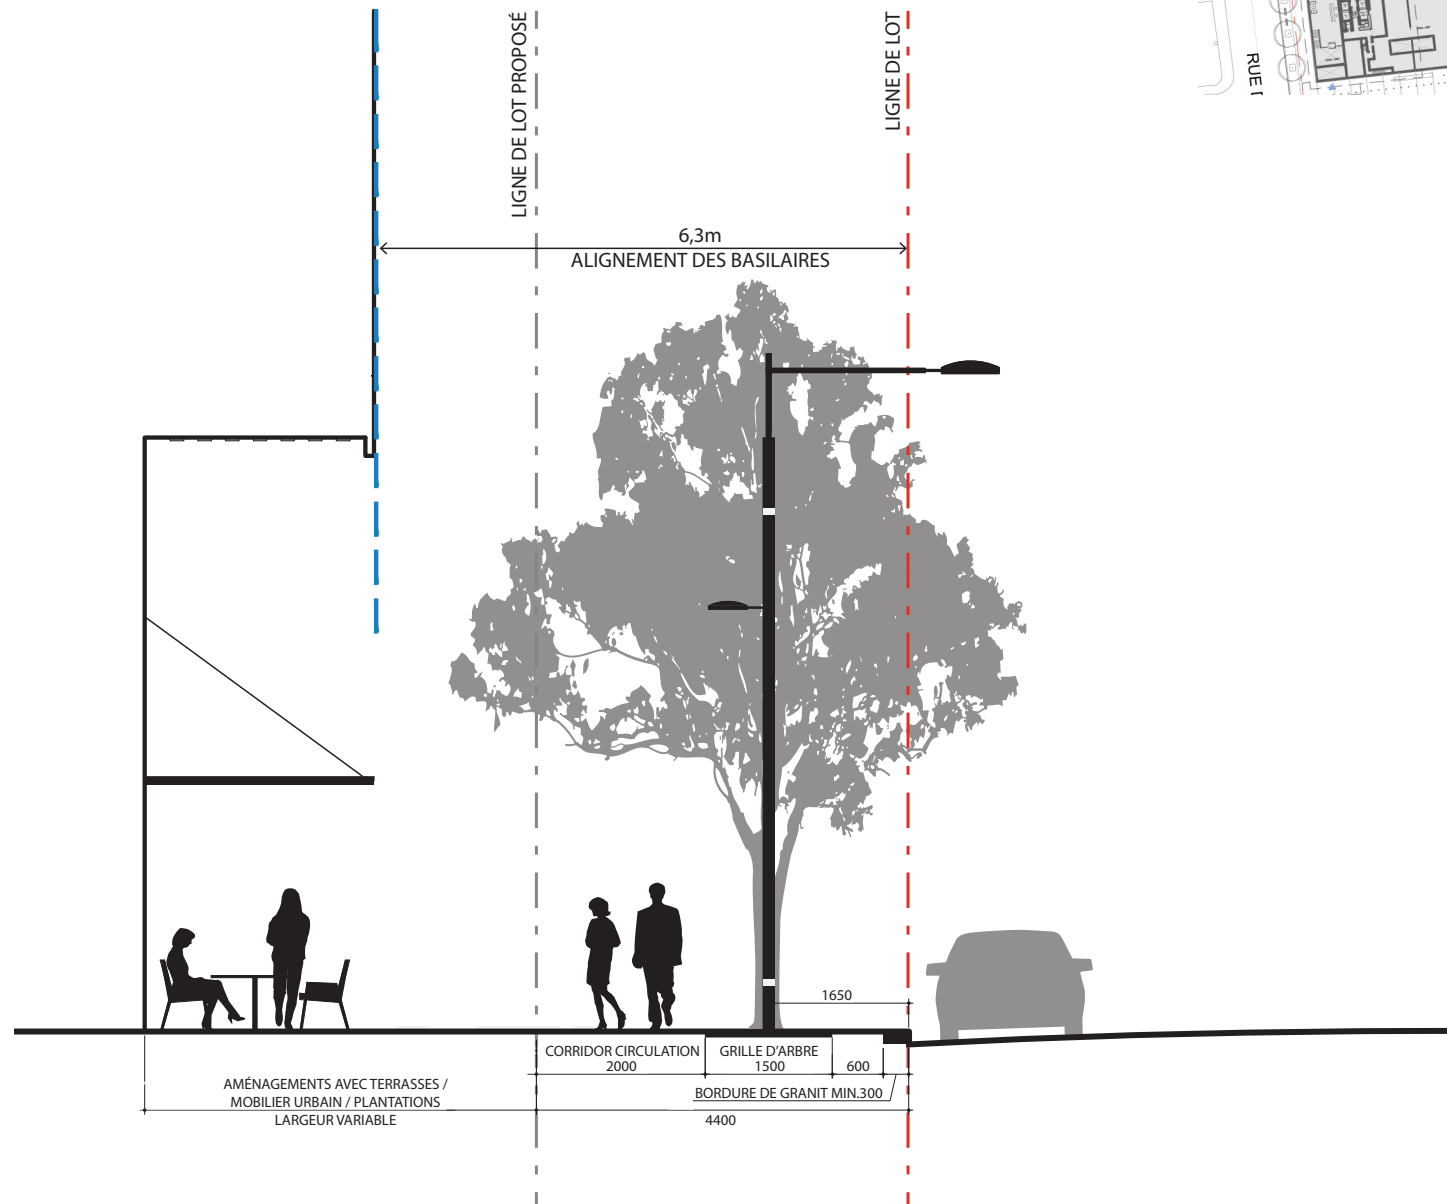 LIGNE DE LOT PROPOSÉ
LIGNE DE LOT
RUE
6,3m
ALIGNEMENT DES BASILAIRES
1650
CORRIDOR CIRCULATION
2000
GRILLE D'ARBRE
1500
600
AMÉNAGEMENTS AVEC TERRASSES /
MOBILIER URBAIN / PLANTATIONS
LARGEUR VARIABLE
BORDURE DE GRANIT MIN.300
4400